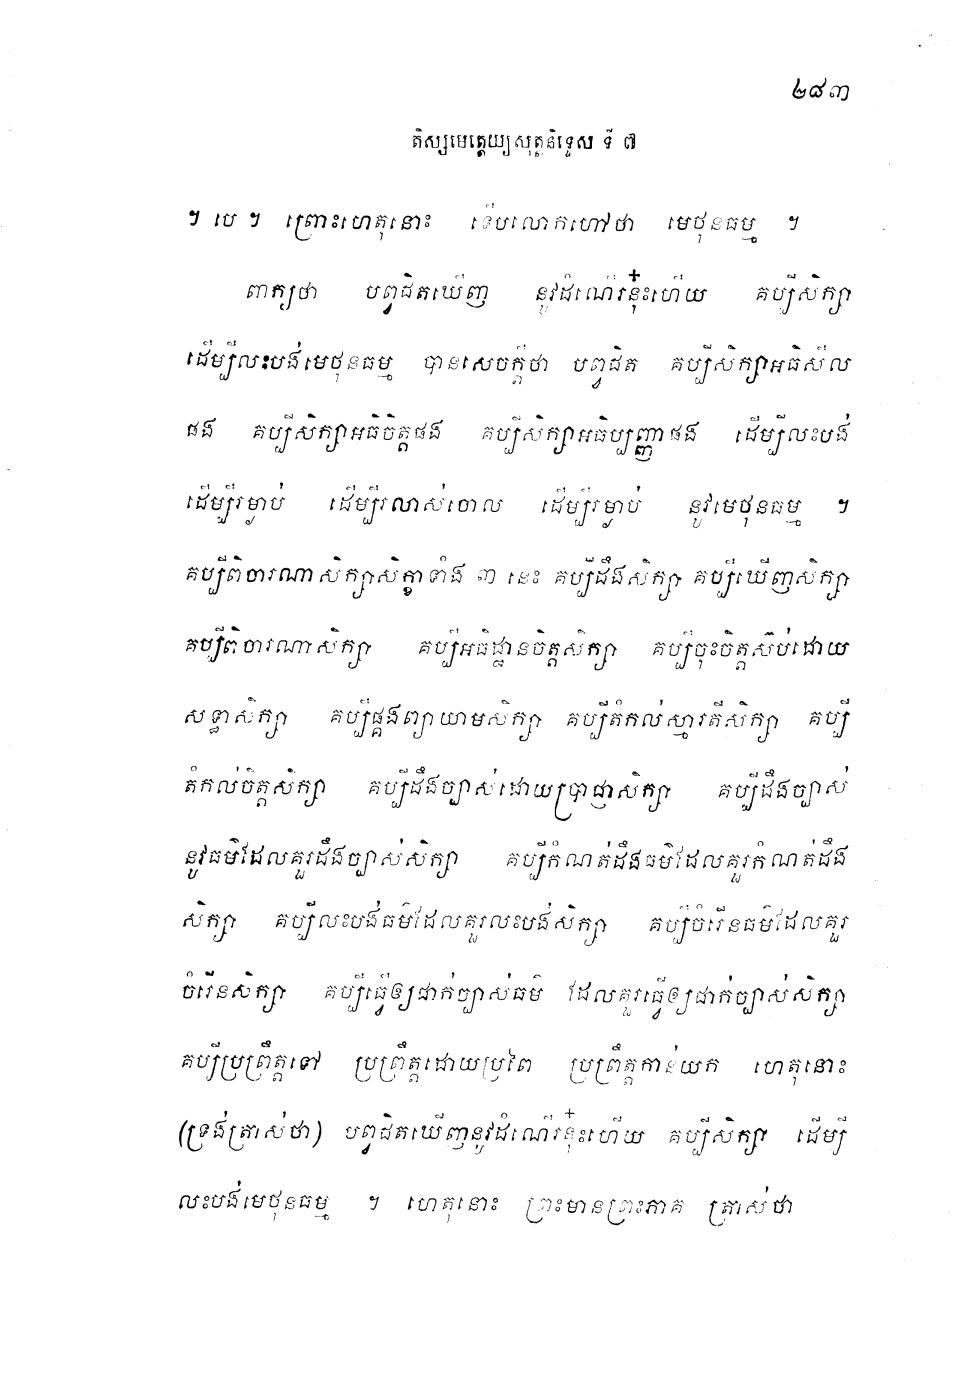 ២៨៣
តិស្សមេត្តេយ្យសុត្តនិទ្ទេស ទី ៧
។ បេ ។ ព្រោះហេតុនោះ ទើបលោកហៅថា មេថុនធម្ម ។
ពាក្យថា បព្វជិតឃើញ នូវដំណើរនុ៎ះហើយ គប្បីសិក្សា
ដើម្បីលះបង់មេថុនធម្ម បានសេចក្តីថា បព្វជិត គប្បីសិក្សាអធិសីល
ផង គប្បីសិក្សាអធិចិត្តផង គប្បីសិក្សាអធិប្បញ្ញាផង ដើម្បីលះបង់
ដើម្បីរម្ងាប់ ដើម្បីរលាស់ចោល ដើម្បីរម្ងាប់ នូវមេថុនធម្ម ។
គប្បីពិចារណាសិក្សាសិក្ខាទាំង ៣ នេះ គប្បីដឹងសិក្សា គប្បីឃើញសិក្សា
គប្បីពិចារណាសិក្សា គប្បីអធិដ្ឋានចិត្តសិក្សា គប្បីចុះចិត្តស៊ប់ដោយ
សទ្ធាសិក្សា គប្បីផ្គងព្យាយាមសិក្សា គប្បីតំកល់ស្មារតីសិក្សា គប្បី
តំកល់ចិត្តសិក្សា គប្បីដឹងច្បាស់ដោយប្រាជ្ញាសិក្សា គប្បីដឹងច្បាស់
នូវធម៌ដែលគួរដឹងច្បាស់សិក្សា គប្បីកំណត់ដឹងធម៌ដែលគួរកំណត់ដឹង
សិក្សា គប្បីលះបង់ធម៌ដែលគួរលះបង់សិក្សា គប្បីចំរើនធម៌ដែលគួរ
ចំរើនសិក្សា គប្បីធ្វើឲ្យជាក់ច្បាស់ធម៌ ដែលគួរធ្វើឲ្យជាក់ច្បាស់សិក្សា
គប្បីប្រព្រឹត្តទៅ ប្រព្រឹត្តដោយប្រពៃ ប្រព្រឹត្តកាន់យក ហេតុនោះ
(ទ្រង់ត្រាស់ថា) បព្វជិតឃើញនូវដំណើរនុ៎ះហើយ គប្បីសិក្សា ដើម្បី
លះបង់មេថុនធម្ម ។ ហេតុនោះ ព្រះមានព្រះភាគ ត្រាស់ថា